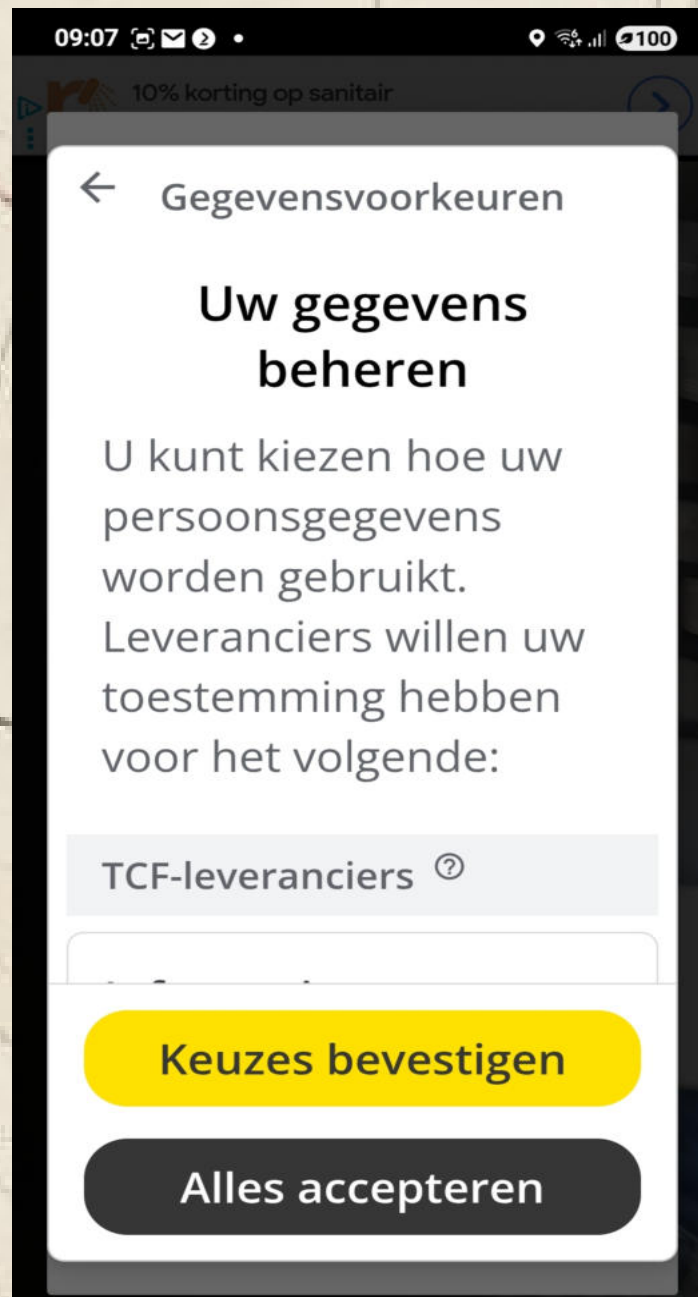 09:07
100
10% korting op sanitair
Gegevensvoorkeuren
Uw gegevens
beheren
U kunt kiezen hoe uw
persoonsgegevens
worden gebruikt.
Leveranciers willen uw
toestemming hebben
voor het volgende:
TCF-leveranciers
Keuzes bevestigen
Alles accepteren